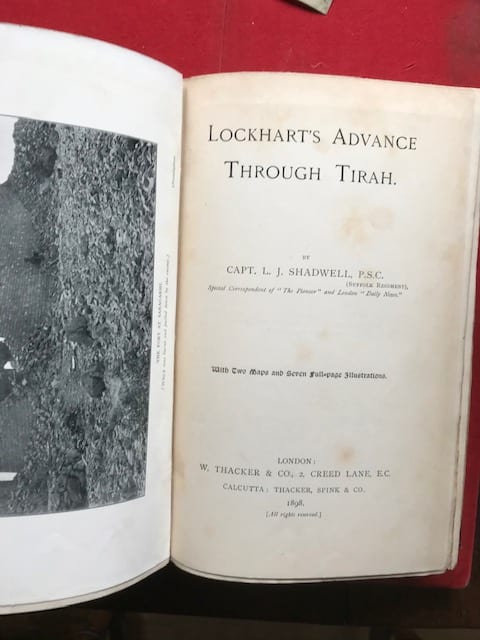 THE FORT AT SARAGARHI.
LOCKHART'S ADVANCE
THROUGH TIRAH.
BY
CAPT. L. J. SHADWELL, P.S.C.
(SUFFOLK REGIMENT),
Special Correspondent of "The Pioneer" and London "Daily News."
With Two Maps and Seven Full-page Illustrations.
LONDON:
W. THACKER & CO., 2, CREED LANE, E.C.
CALCUTTA: THACKER, SPINK & CO.
1898.
[All rights reserved.]